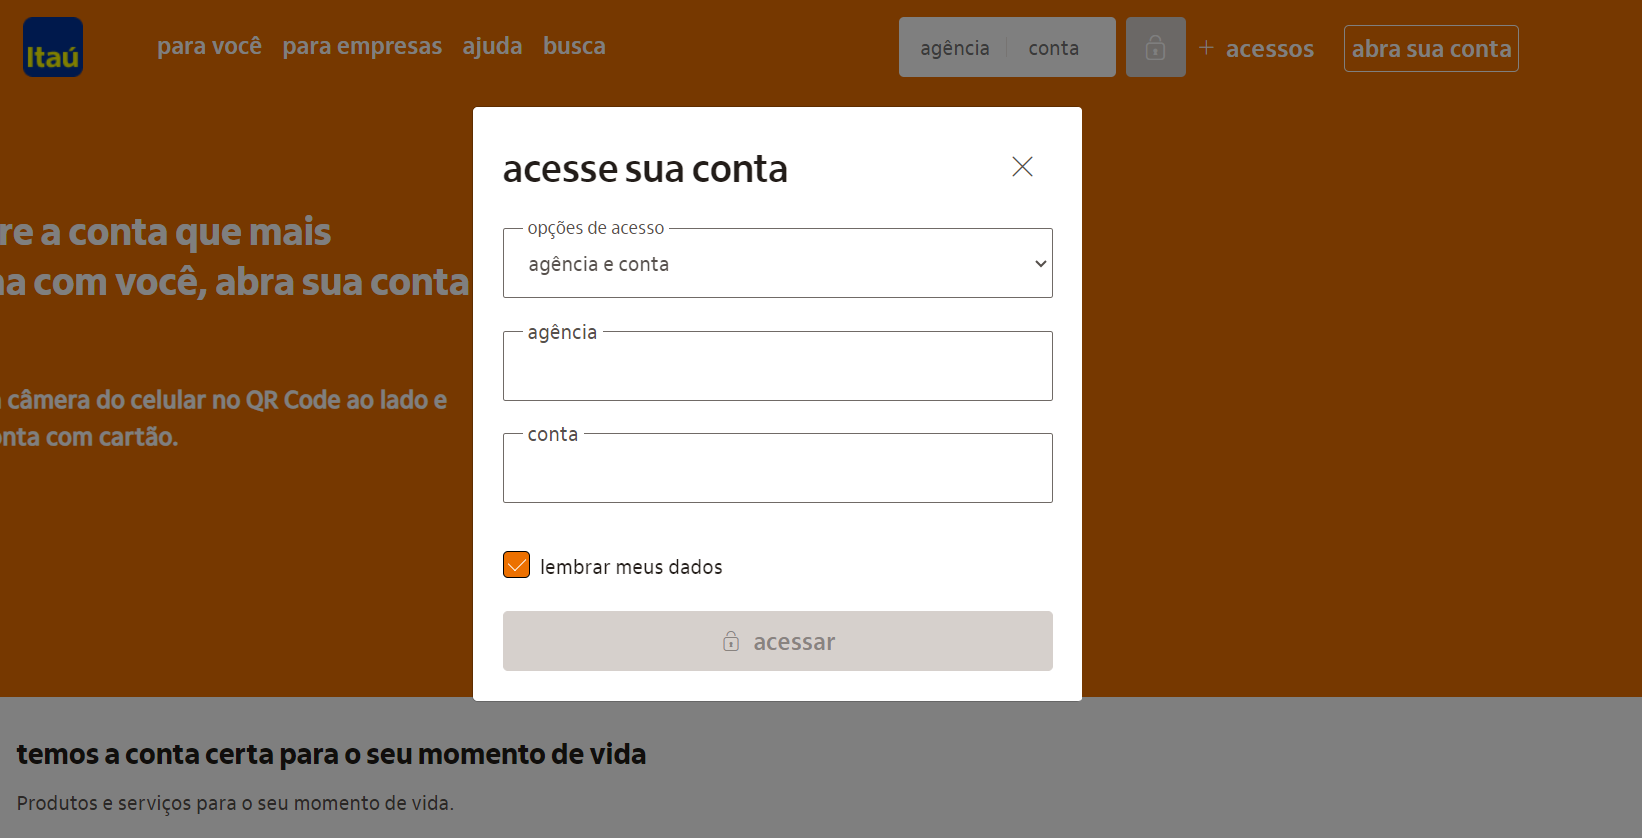 Itaú
para você para empresas ajuda busca
agência conta
+ acessos
abra sua conta
acesse sua conta
opções de acesso
agência e conta
agência
conta
lembrar meus dados
acessar
re a conta que mais
com você, abra sua conta
câmera do celular no QR Code ao lado e
conta com cartão.
temos a conta certa para o seu momento de vida
Produtos e serviços para o seu momento de vida.